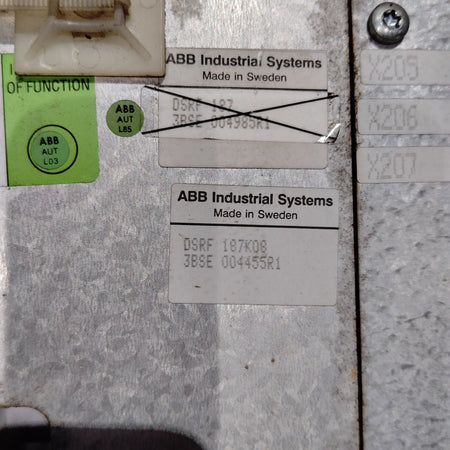 OF FUNCTION
ABB
AUT
L03
ABB
AUT
L85
ABB Industrial Systems
Made in Sweden
DSRF 187
3BSE 004985R1
ABB Industrial Systems
Made in Sweden
DSRF 187K08
3BSE 004455R1
X205
X206
X207